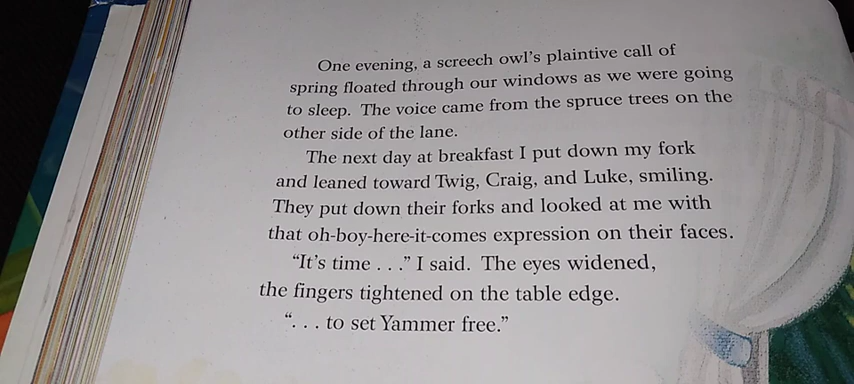 One evening, a screech owl's plaintive call of
spring floated through our windows as we were going
to sleep. The voice came from the spruce trees on the
other side of the lane.
The next day at breakfast I put down my fork
and leaned toward Twig, Craig, and Luke, smiling.
They put down their forks and looked at me with
that oh-boy-here-it-comes expression on their faces.
“It's time . . .” I said. The eyes widened,
the fingers tightened on the table edge.
“. . . to set Yammer free.”